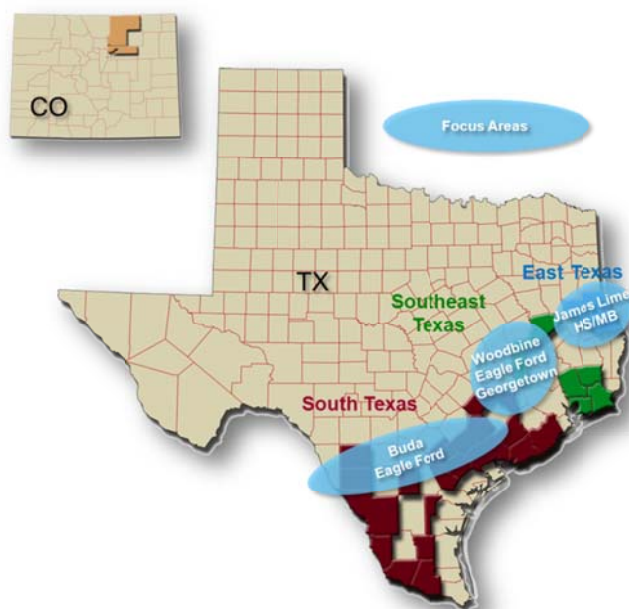 CO
Focus Areas
TX
East Texas
Southeast
Texas
James Lime
HS/MB
Woodbine
Eagle Ford
Georgetown
South Texas
Buda
Eagle Ford